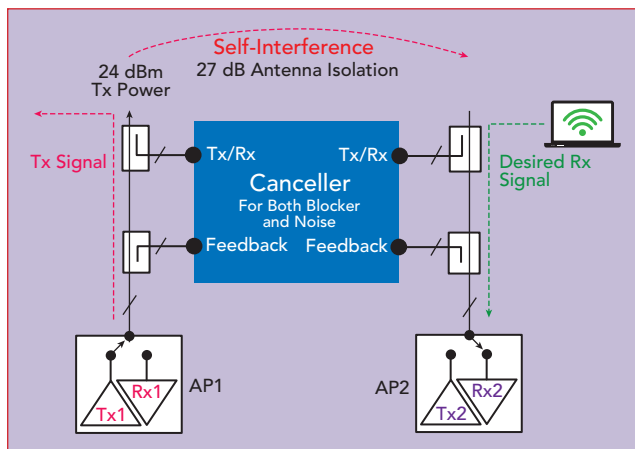 Self-Interference
24 dBm
Tx Power
27 dB Antenna Isolation
Tx Signal
Tx/Rx
Tx/Rx
Canceller
For Both Blocker
and Noise
Feedback
Feedback
Desired Rx
Signal
Tx1
Rx1
AP1
AP2
Tx2
Rx2